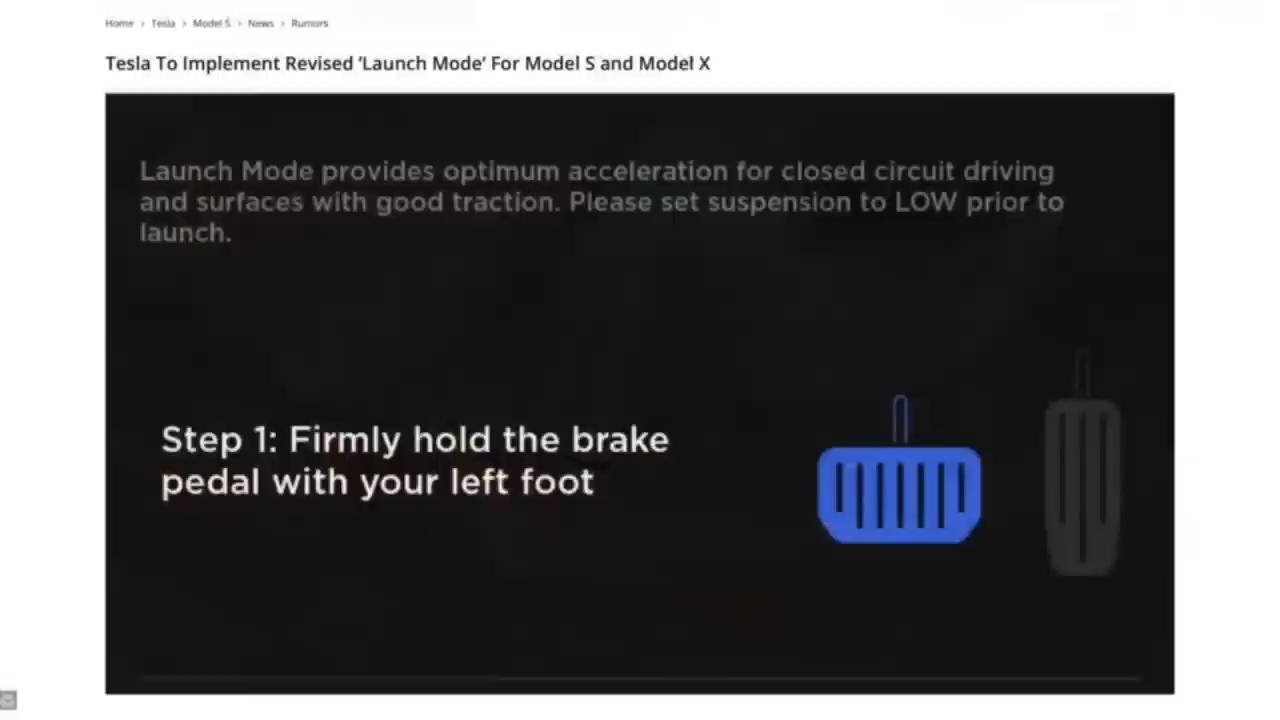 Home > Tesla > Model S > News > Rumors
Tesla To Implement Revised ‘Launch Mode’ For Model S and Model X
Launch Mode provides optimum acceleration for closed circuit driving
and surfaces with good traction. Please set suspension to LOW prior to
launch.
Step 1: Firmly hold the brake
pedal with your left foot